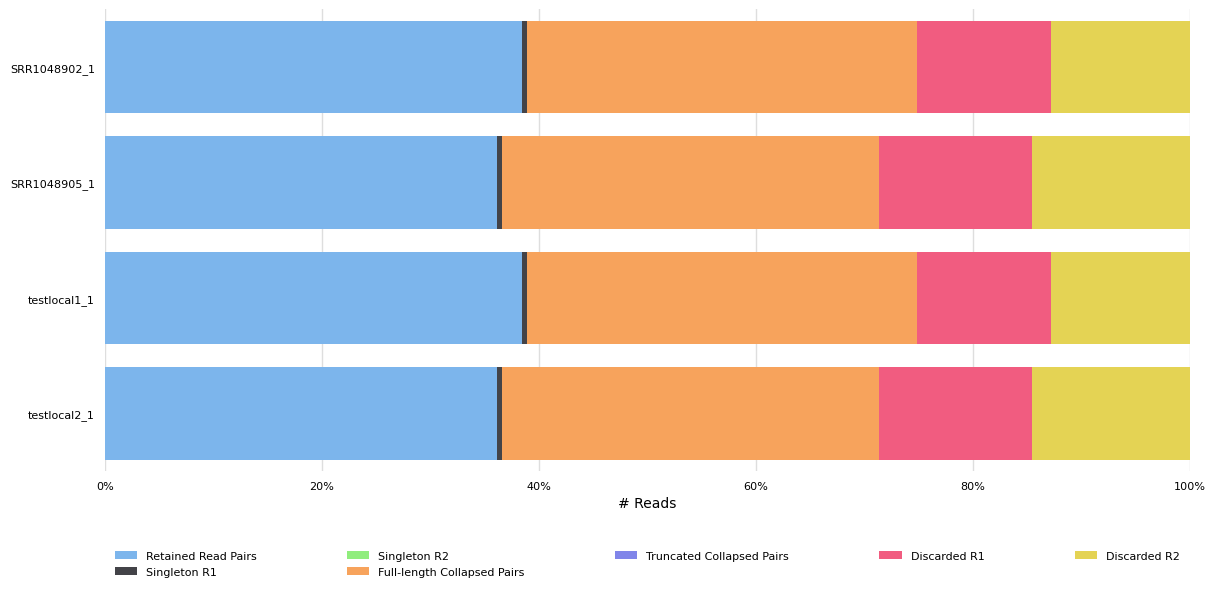 SRR1048902_1
SRR1048905_1
testlocal1_1
testlocal2_1
0% 20% 40% 60% 80% 100%
# Reads
Retained Read Pairs Singleton R2 Truncated Collapsed Pairs Discarded R1 Discarded R2
Singleton R1 Full-length Collapsed Pairs